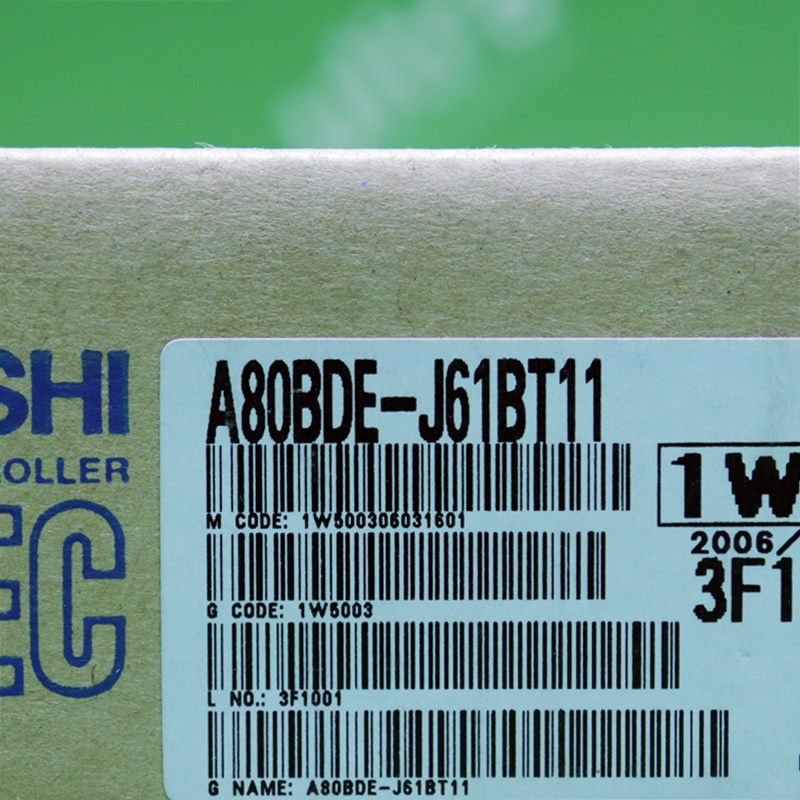 SHI
OLLER
EC
A80BDE-J61BT11
M CODE: 1W500306031601
1W
G CODE: 1W5003
2006/
3F1
L NO.: 3F1001
G NAME: A80BDE-J61BT11